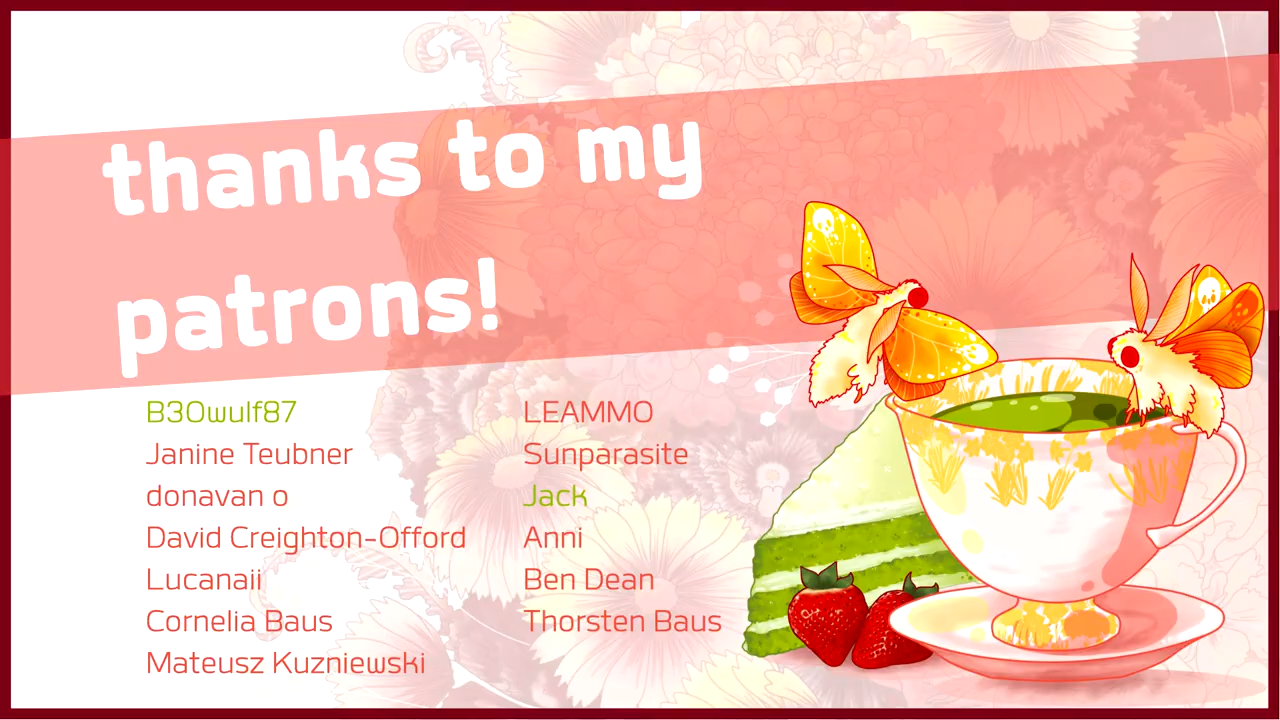 thanks to my
patrons!
B3Owulf87
Janine Teubner
donavan o
David Creighton-Offord
Lucanaii
Cornelia Baus
Mateusz Kuzniewski
LEAMMO
Sunparasite
Jack
Anni
Ben Dean
Thorsten Baus